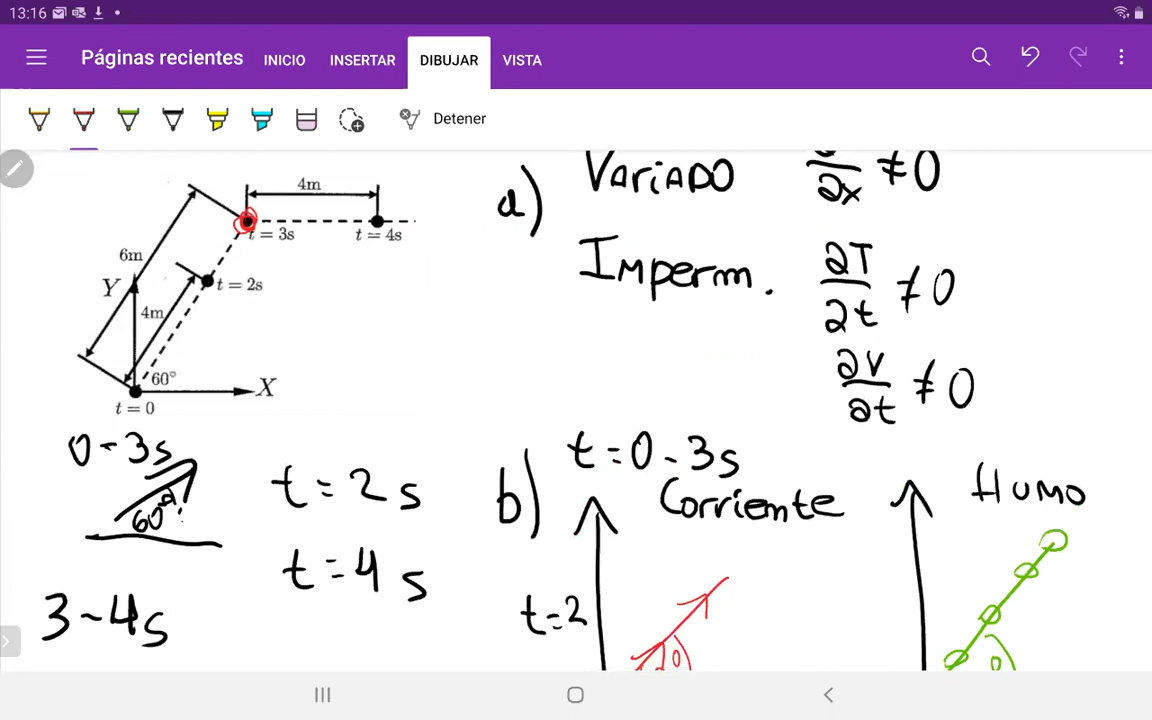 13:16
Páginas recientes INICIO INSERTAR DIBUJAR VISTA
Detener
4m
t = 3s
t = 4s
6m
Y
t = 2s
4m
60°
X
t = 0
a)
VARIADO ∂/∂x ≠ 0
Imperm. ∂T/∂t ≠ 0
∂V/∂t ≠ 0
0 - 3s
60º
t = 2 s
t = 4 s
3 - 4s
b)
t = 0 - 3s
Corriente
Humo
t = 2